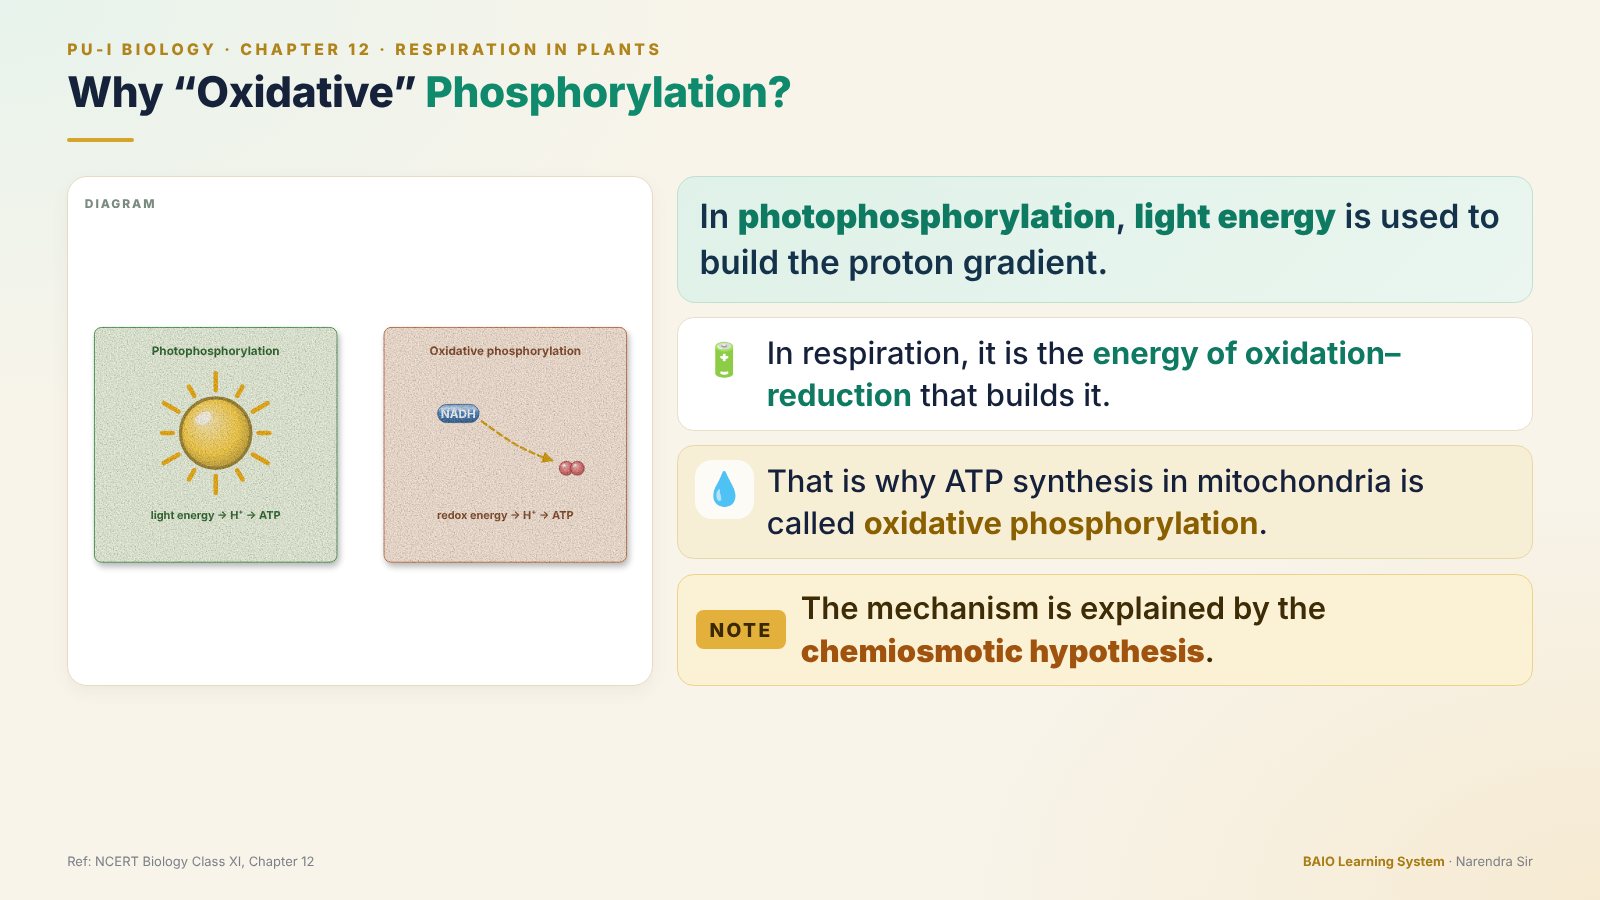 PU-I BIOLOGY · CHAPTER 12 · RESPIRATION IN PLANTS
Why “Oxidative” Phosphorylation?
DIAGRAM
Photophosphorylation
light energy → H⁺ → ATP
Oxidative phosphorylation
NADH
redox energy → H⁺ → ATP
In photophosphorylation, light energy is used to
build the proton gradient.
In respiration, it is the energy of oxidation–
reduction that builds it.
That is why ATP synthesis in mitochondria is
called oxidative phosphorylation.
NOTE
The mechanism is explained by the
chemiosmotic hypothesis.
Ref: NCERT Biology Class XI, Chapter 12
BAIO Learning System · Narendra Sir